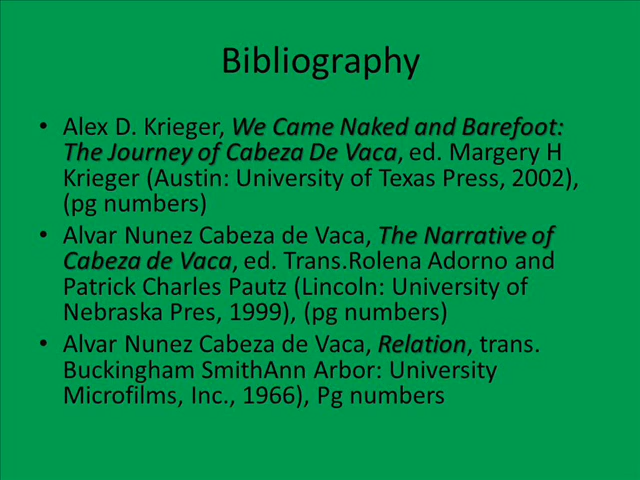 Bibliography
• Alex D. Krieger, We Came Naked and Barefoot:
The Journey of Cabeza De Vaca, ed. Margery H
Krieger (Austin: University of Texas Press, 2002),
(pg numbers)
• Alvar Nunez Cabeza de Vaca, The Narrative of
Cabeza de Vaca, ed. Trans.Rolena Adorno and
Patrick Charles Pautz (Lincoln: University of
Nebraska Pres, 1999), (pg numbers)
• Alvar Nunez Cabeza de Vaca, Relation, trans.
Buckingham SmithAnn Arbor: University
Microfilms, Inc., 1966), Pg numbers